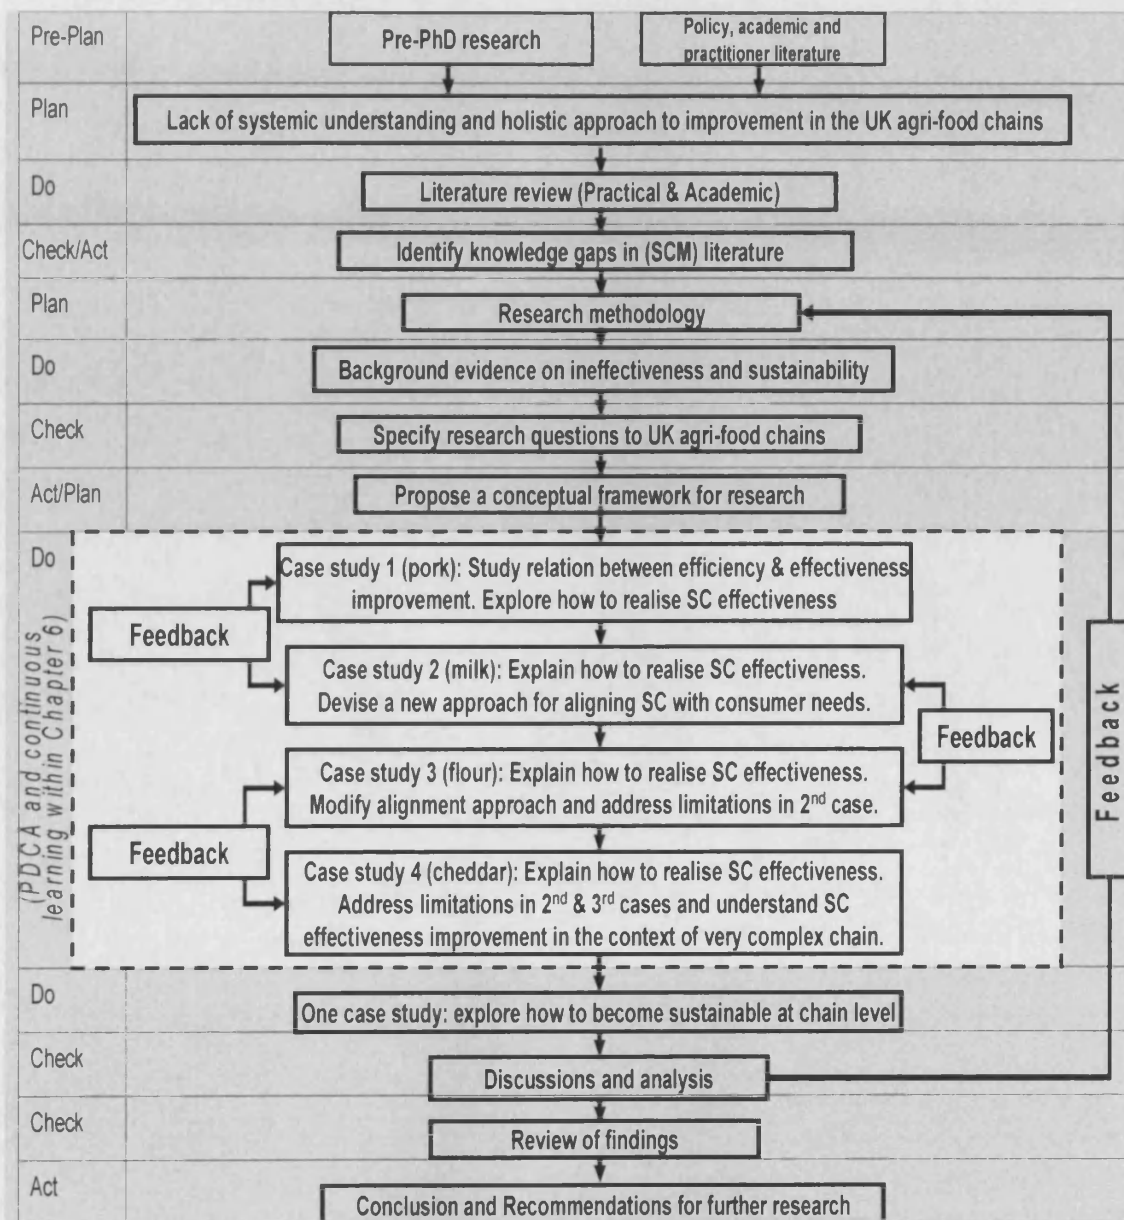 Pre-Plan
Pre-PhD research
Policy, academic and
practitioner literature
Plan
Lack of systemic understanding and holistic approach to improvement in the UK agri-food chains
Do
Literature review (Practical & Academic)
Check/Act
Identify knowledge gaps in (SCM) literature
Plan
Research methodology
Do
Background evidence on ineffectiveness and sustainability
Check
Specify research questions to UK agri-food chains
Act/Plan
Propose a conceptual framework for research
Do
(PDCA and continuous
learning within Chapter 6)
Case study 1 (pork): Study relation between efficiency & effectiveness
improvement. Explore how to realise SC effectiveness
Feedback
Case study 2 (milk): Explain how to realise SC effectiveness.
Devise a new approach for aligning SC with consumer needs.
Feedback
Case study 3 (flour): Explain how to realise SC effectiveness.
Modify alignment approach and address limitations in 2nd case.
Feedback
Case study 4 (cheddar): Explain how to realise SC effectiveness.
Address limitations in 2nd & 3rd cases and understand SC
effectiveness improvement in the context of very complex chain.
Feedback
Do
One case study: explore how to become sustainable at chain level
Check
Discussions and analysis
Check
Review of findings
Act
Conclusion and Recommendations for further research